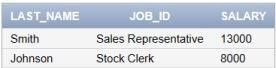 LAST_NAME JOB_ID SALARY
Smith Sales Representative 13000
Johnson Stock Clerk 8000